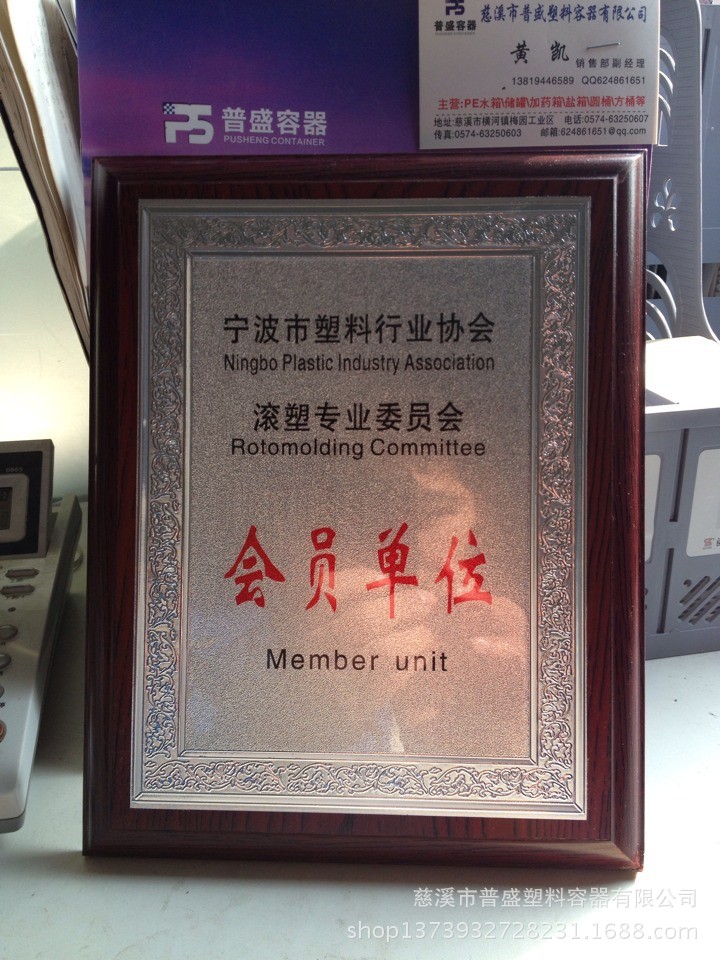 慈溪市普盛塑料容器有限公司
普盛容器
黄凯
销售部副经理
13819446589 QQ624861651
主营:PE水箱\储罐\加药箱\盐箱\圆桶\方桶等
地址:慈溪市横河镇梅园工业区 电话:0574-63250607
传真:0574-63250603 邮箱:624861651@qq.com
PS 普盛容器
PUSHENG CONTAINER
宁波市塑料行业协会
Ningbo Plastic Industry Association
滚塑专业委员会
Rotomolding Committee
会员单位
Member unit
慈溪市普盛塑料容器有限公司
shop1373932728231.1688.com